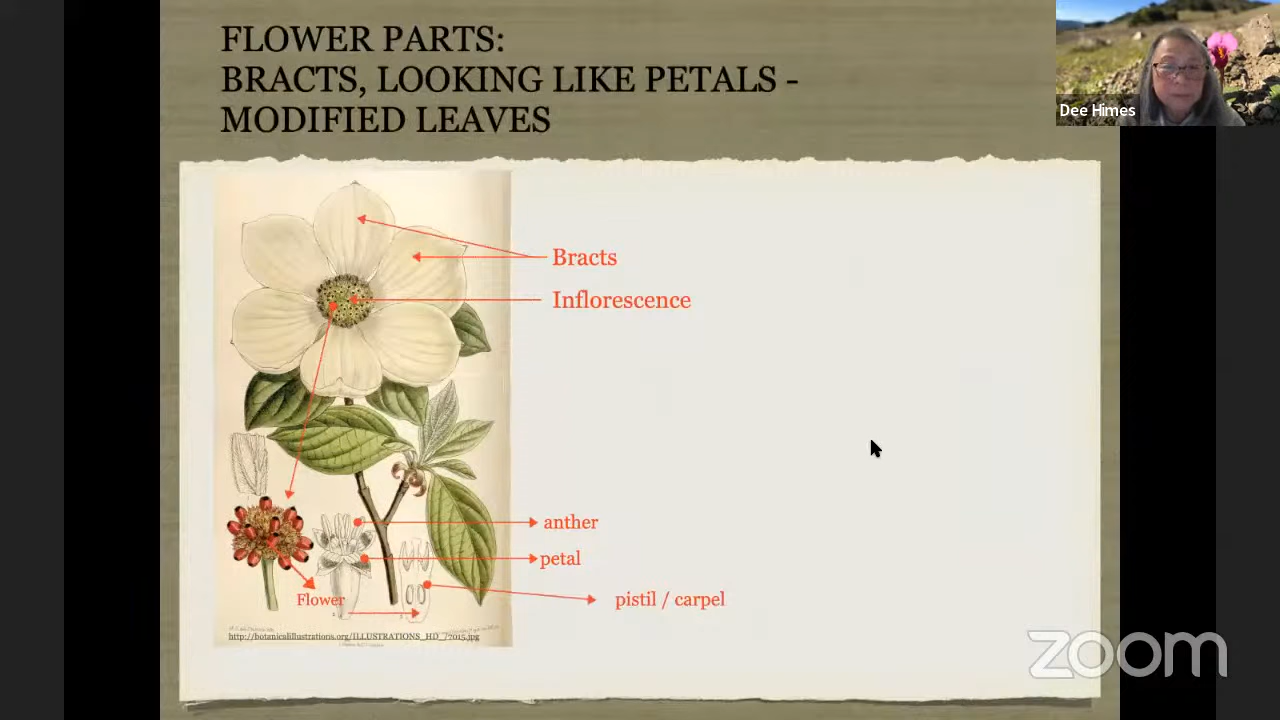 FLOWER PARTS:
BRACTS, LOOKING LIKE PETALS -
MODIFIED LEAVES
Dee Himes
Bracts
Inflorescence
anther
petal
pistil / carpel
Flower
http://botanicalillustrations.org/ILLUSTRATIONS_HD_/2015.jpg
zoom